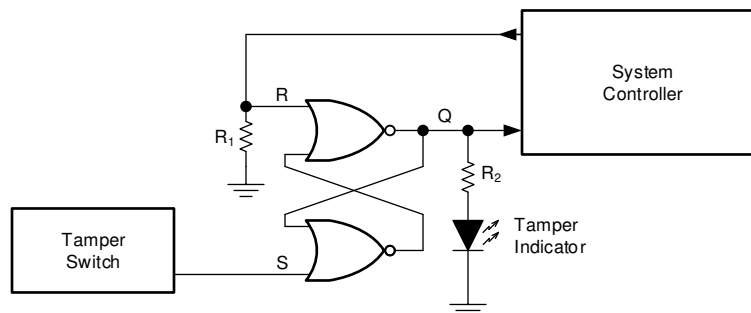 System
Controller
R
Q
R1
R2
Tamper
Switch
S
Tamper
Indicator